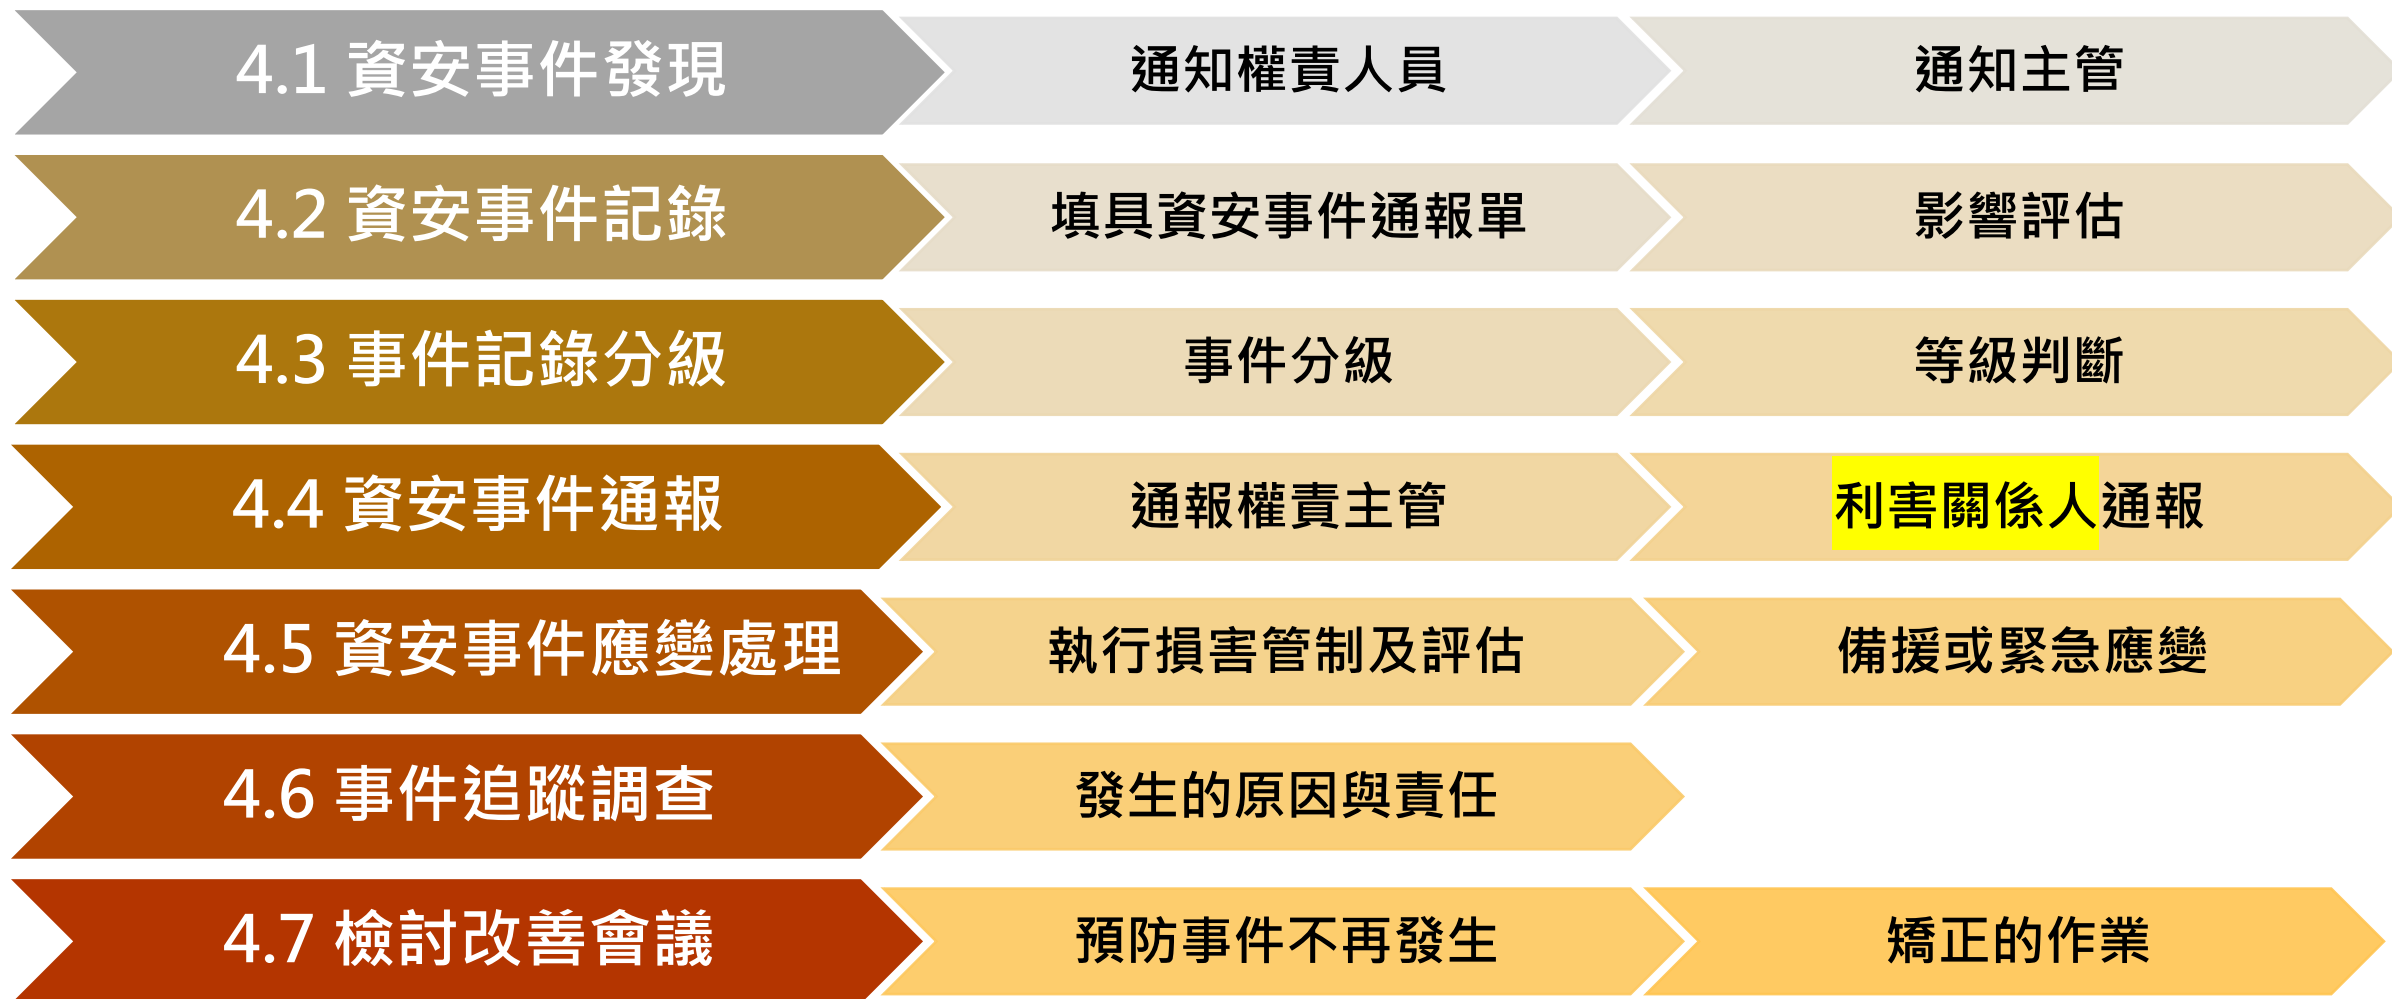 4.1 資安事件發現
通知權責人員
通知主管
4.2 資安事件記錄
填具資安事件通報單
影響評估
4.3 事件記錄分級
事件分級
等級判斷
4.4 資安事件通報
通報權責主管
利害關係人通報
4.5 資安事件應變處理
執行損害管制及評估
備援或緊急應變
4.6 事件追蹤調查
發生的原因與責任
4.7 檢討改善會議
預防事件不再發生
矯正的作業